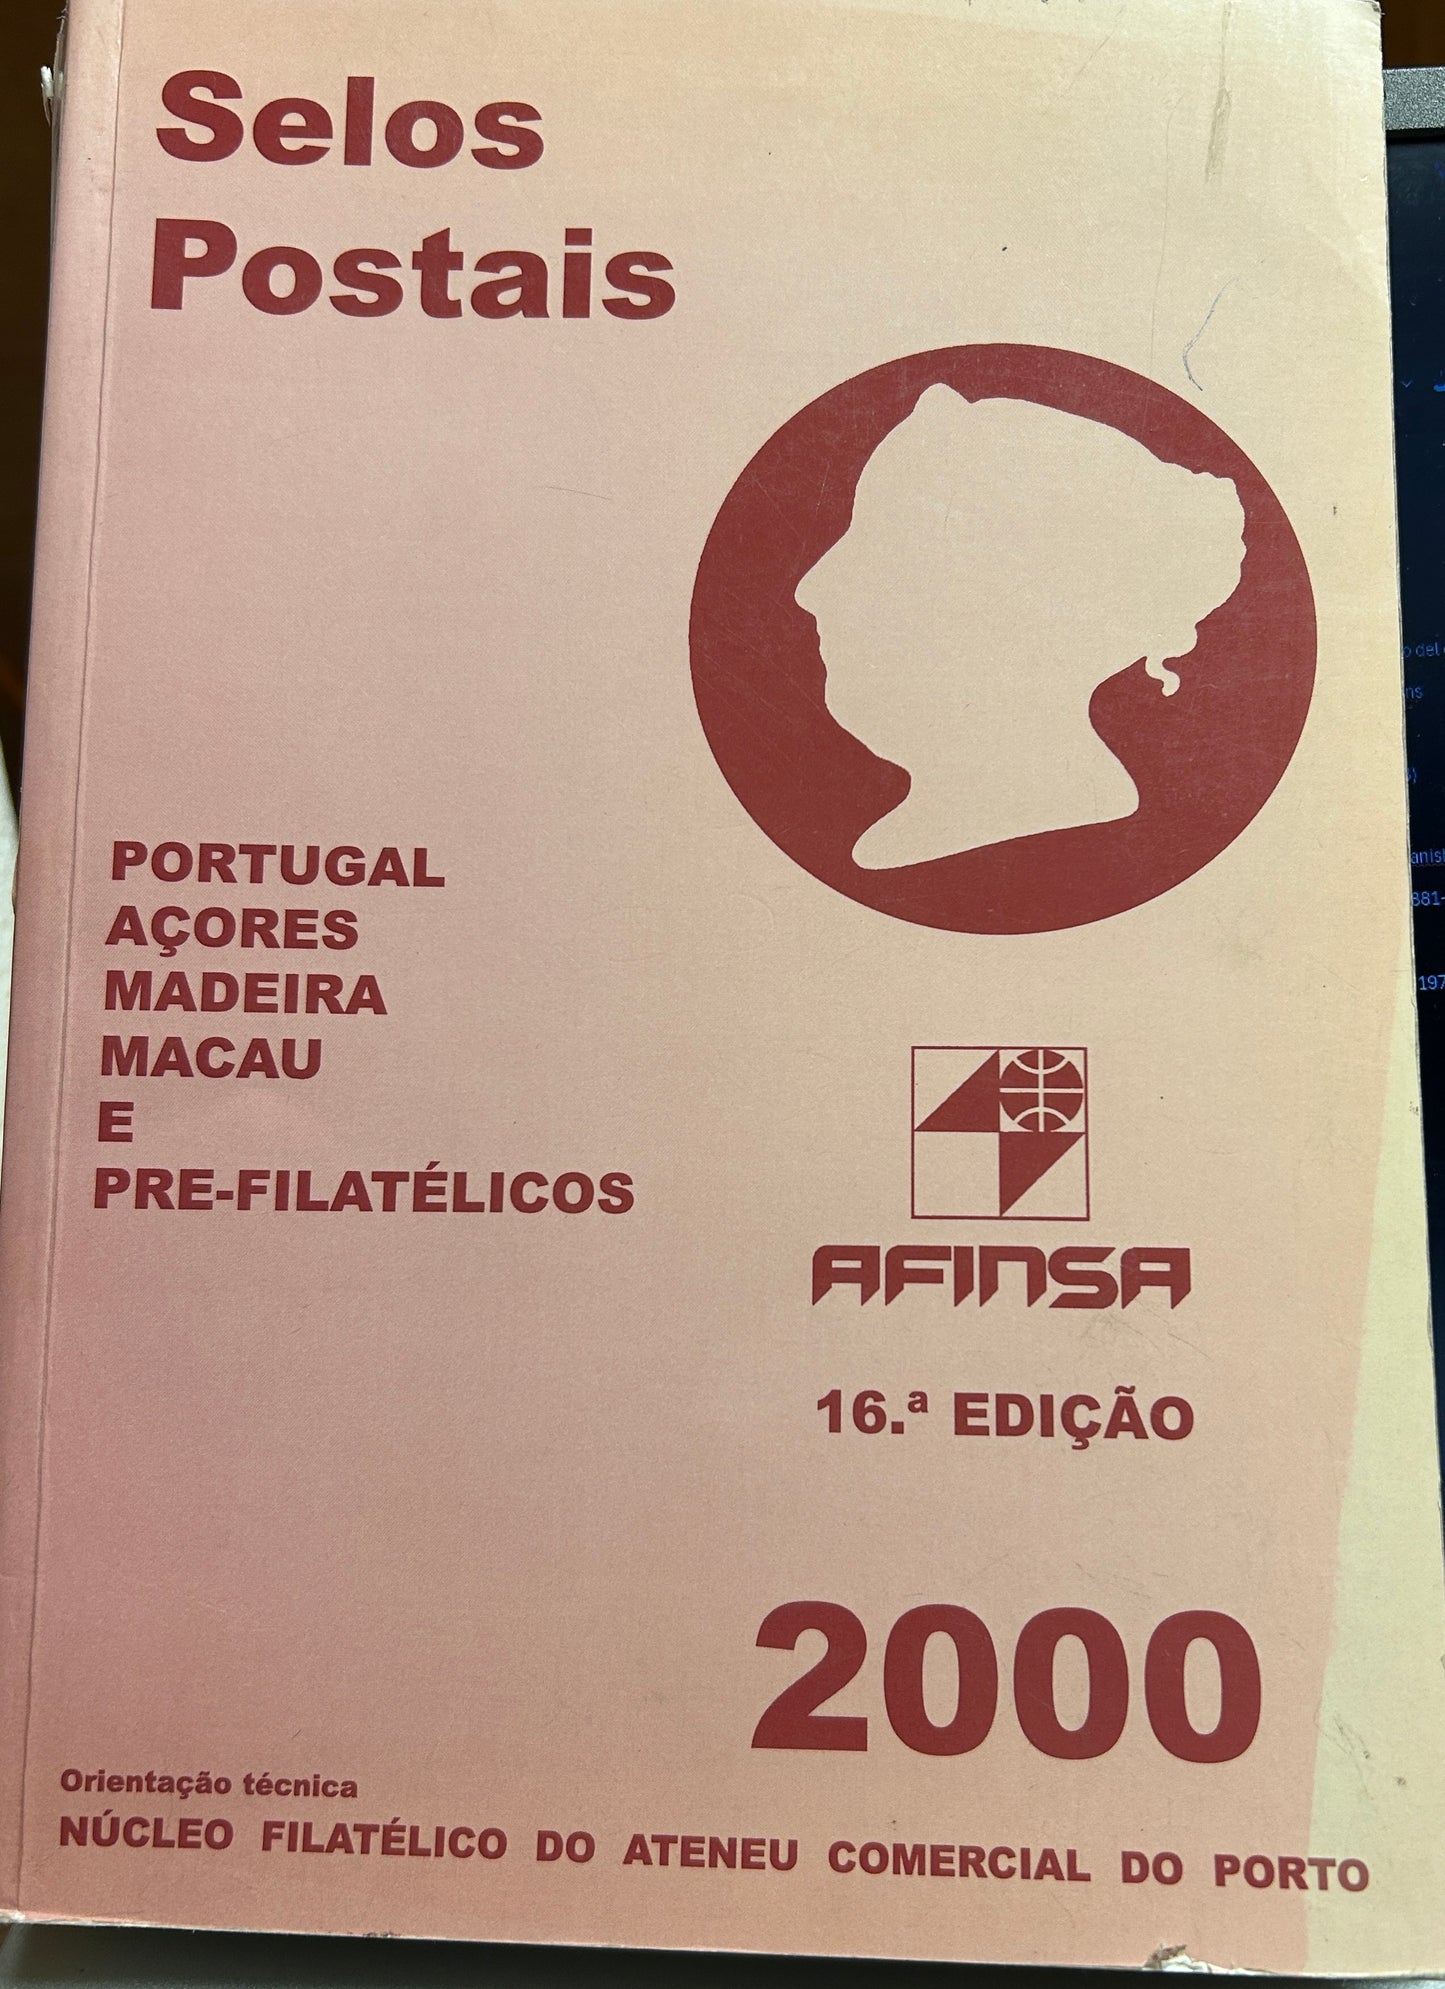 Selos
Postais
PORTUGAL
AÇORES
MADEIRA
MACAU
E
PRE-FILATÉLICOS
AFINSA
16.ª EDIÇÃO
2000
Orientação técnica
NÚCLEO FILATÉLICO DO ATENEU COMERCIAL DO PORTO